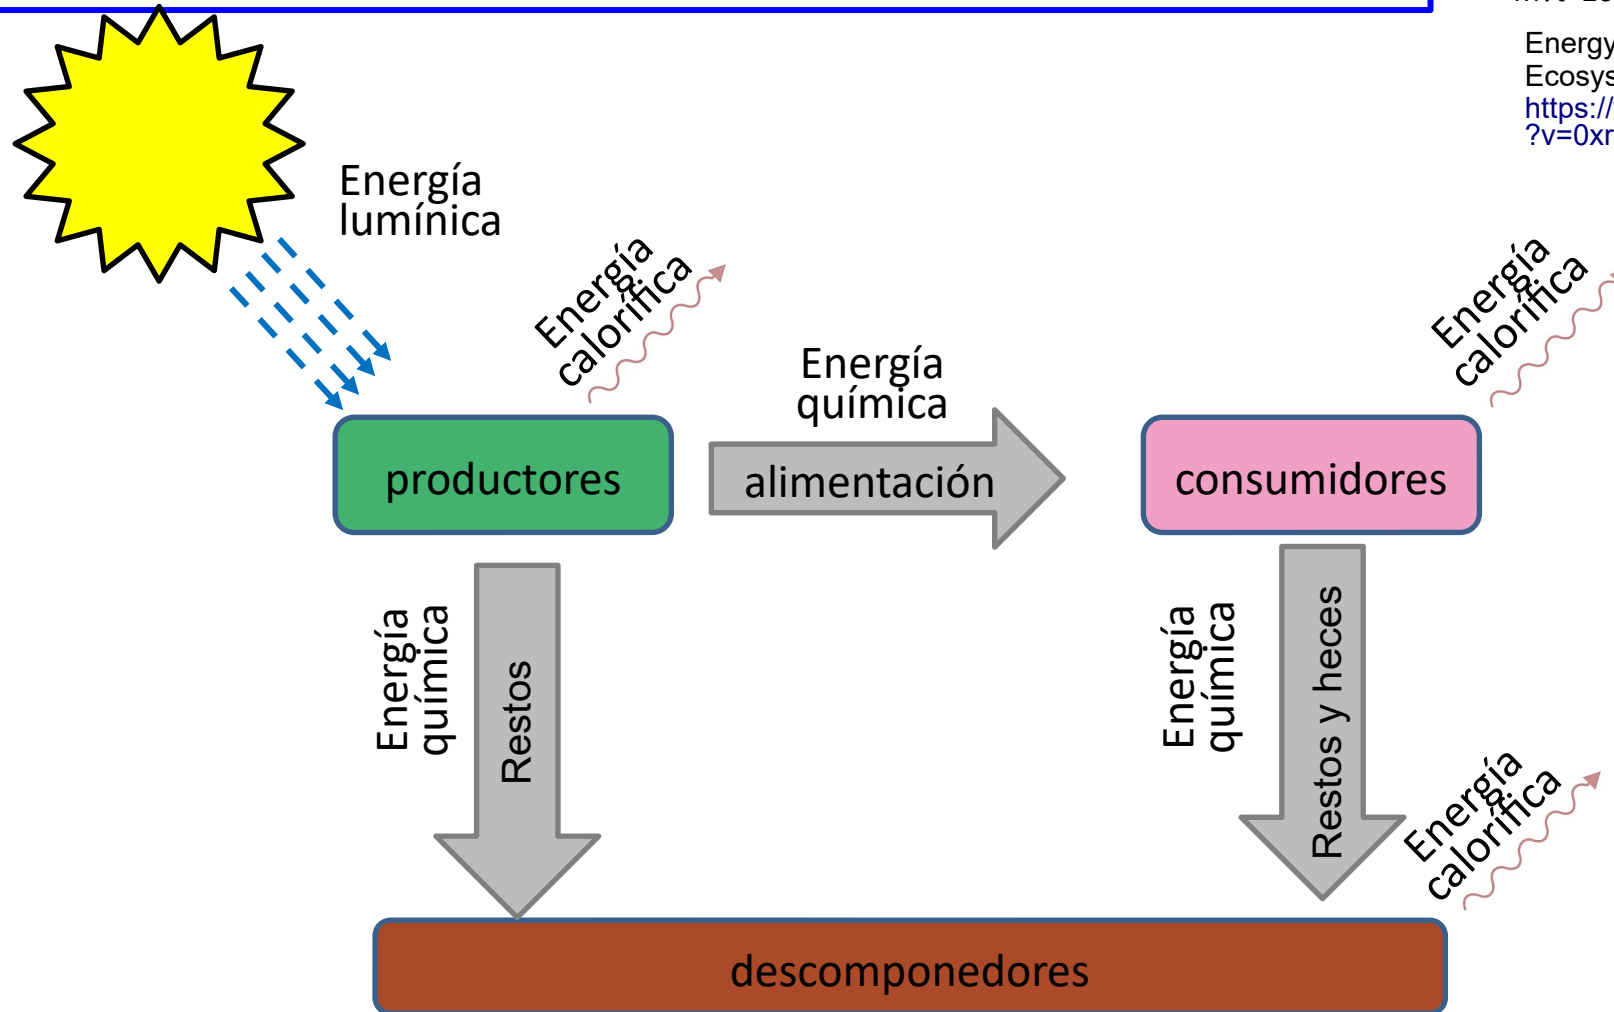 Energy
Ecosys
https://
?v=0xr
Energía
lumínica
Energía
calorífica
Energía
calorífica
Energía
química
productores
alimentación
consumidores
Energía
química
Restos
Energía
química
Restos y heces
Energía
calorífica
descomponedores